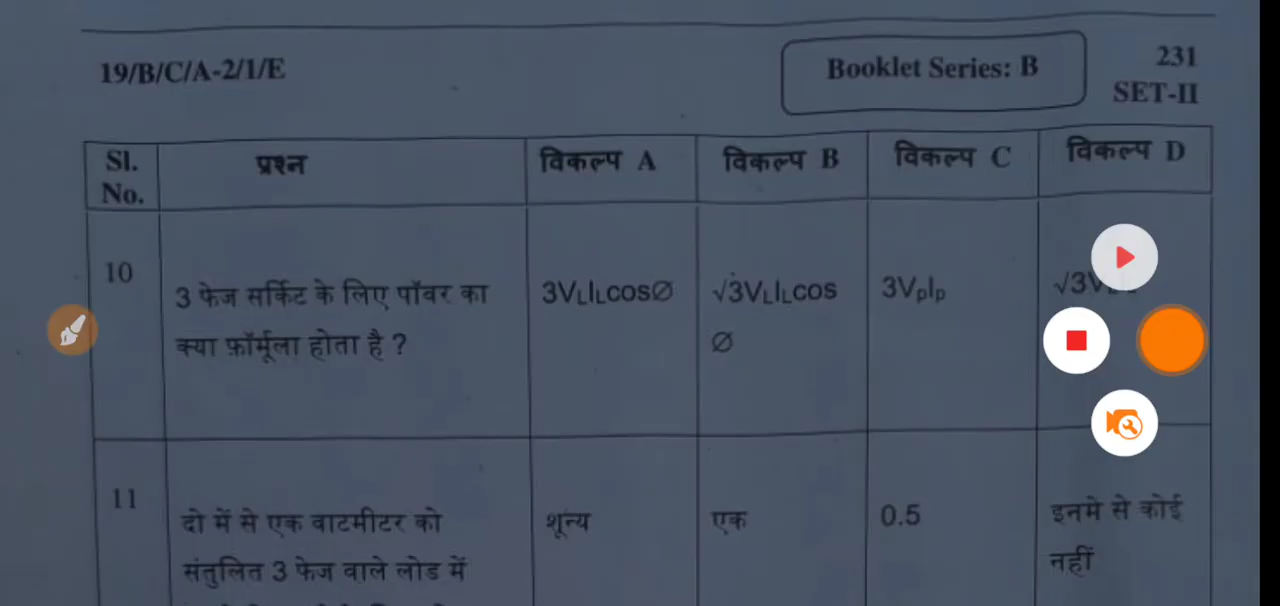 19/B/C/A-2/1/E
Booklet Series: B
231
SET-II
Sl. No.
प्रश्न
विकल्प A
विकल्प B
विकल्प C
विकल्प D
10
3 फेज सर्किट के लिए पॉवर का
क्या फ़ॉर्मूला होता है ?
3VLILcosØ
√3VLILcos
Ø
3VpIp
11
दो में से एक वाटमीटर को
संतुलित 3 फेज वाले लोड में
शून्य
एक
0.5
इनमे से कोई
नहीं